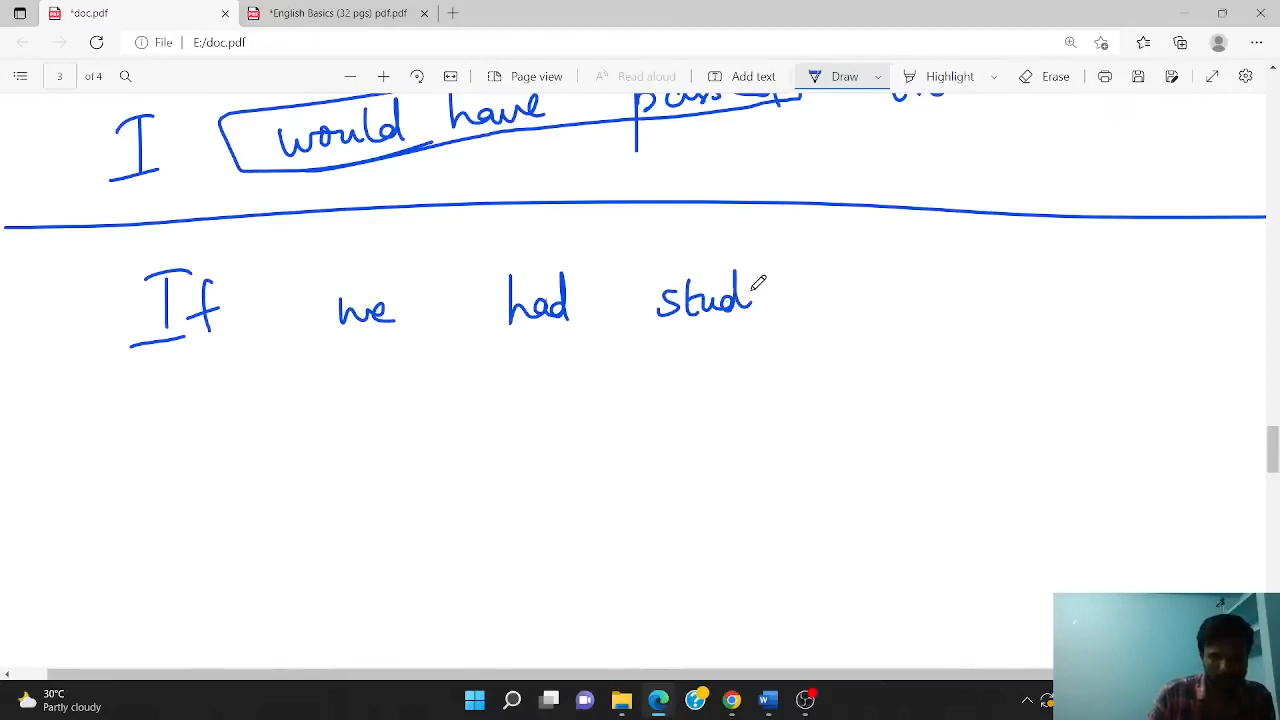 *doc.pdf
*English Basics (32 pgs) pdf.pdf
File E:/doc.pdf
3 of 4 Page view Read aloud Add text Draw Highlight Erase
I would have
If we had stud
30°C
Partly cloudy